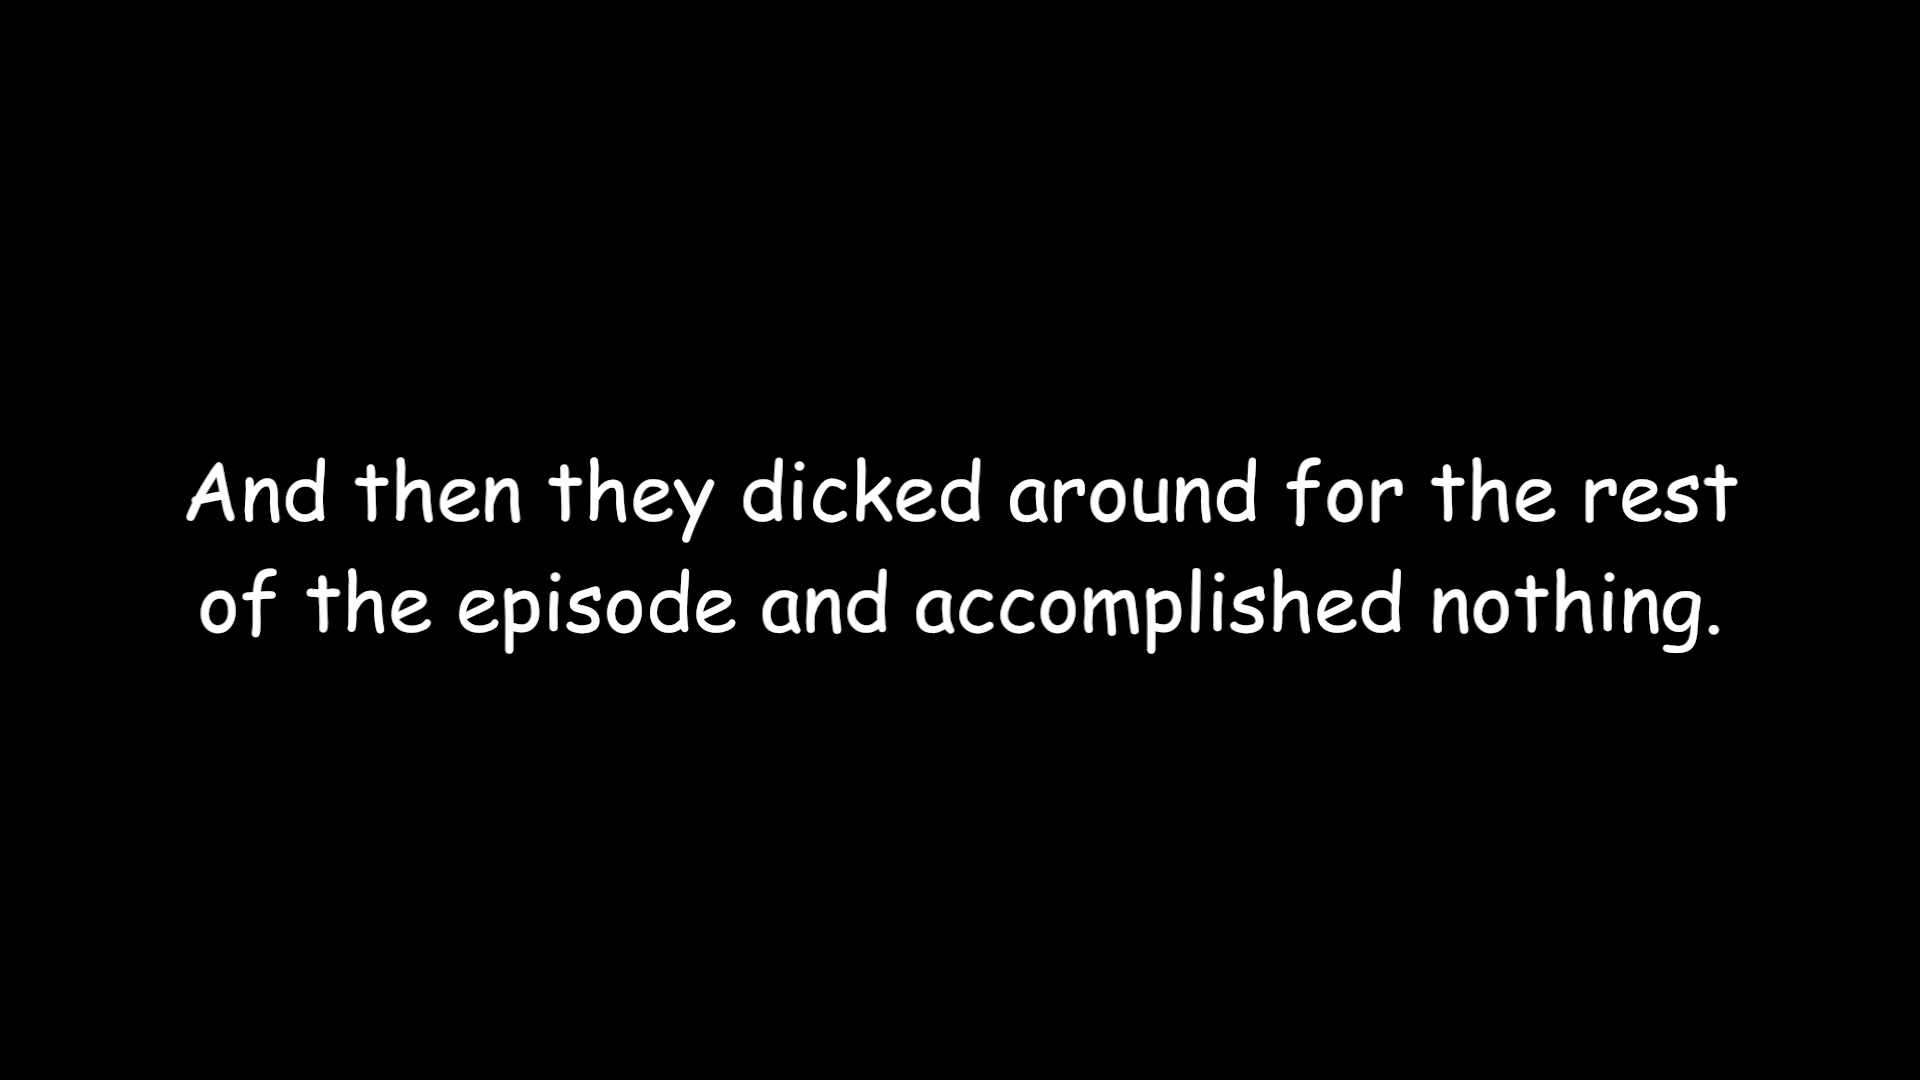 And then they dicked around for the rest
of the episode and accomplished nothing.